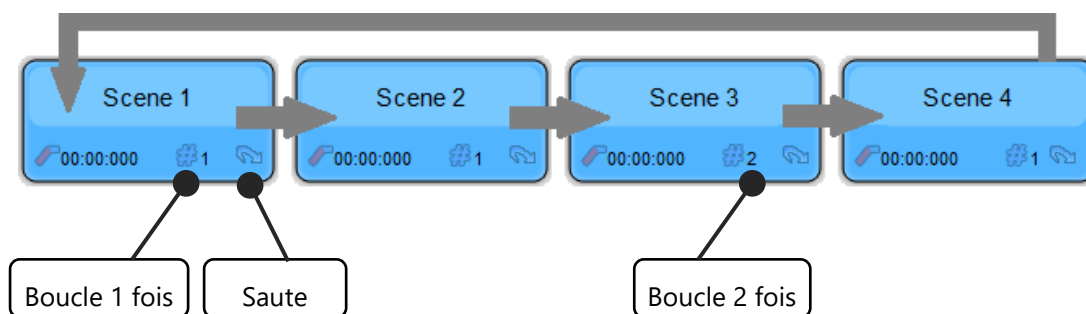 Scene 1
Scene 2
Scene 3
Scene 4
00:00:000 #1
00:00:000 #1
00:00:000 #2
00:00:000 #1
Boucle 1 fois
Saute
Boucle 2 fois